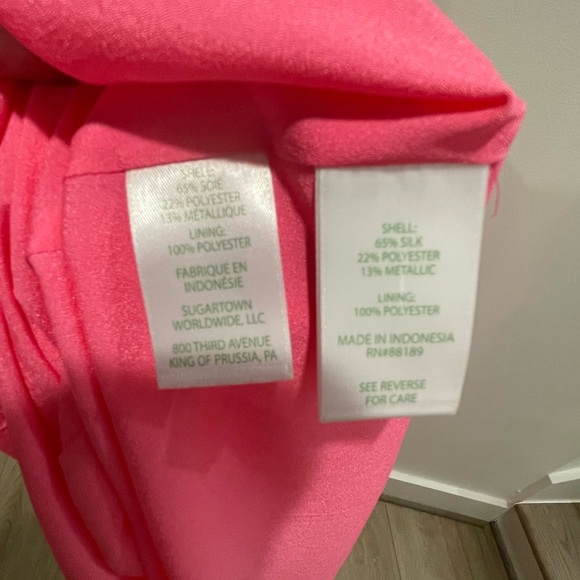 SHELL:
65% SOIE
22% POLYESTER
13% MÉTALLIQUE
LINING:
100% POLYESTER
FABRIQUE EN
INDONÉSIE
SUGARTOWN
WORLDWIDE, LLC
800 THIRD AVENUE
KING OF PRUSSIA, PA
SHELL:
65% SILK
22% POLYESTER
13% METALLIC
LINING:
100% POLYESTER
MADE IN INDONESIA
RN#88189
SEE REVERSE
FOR CARE